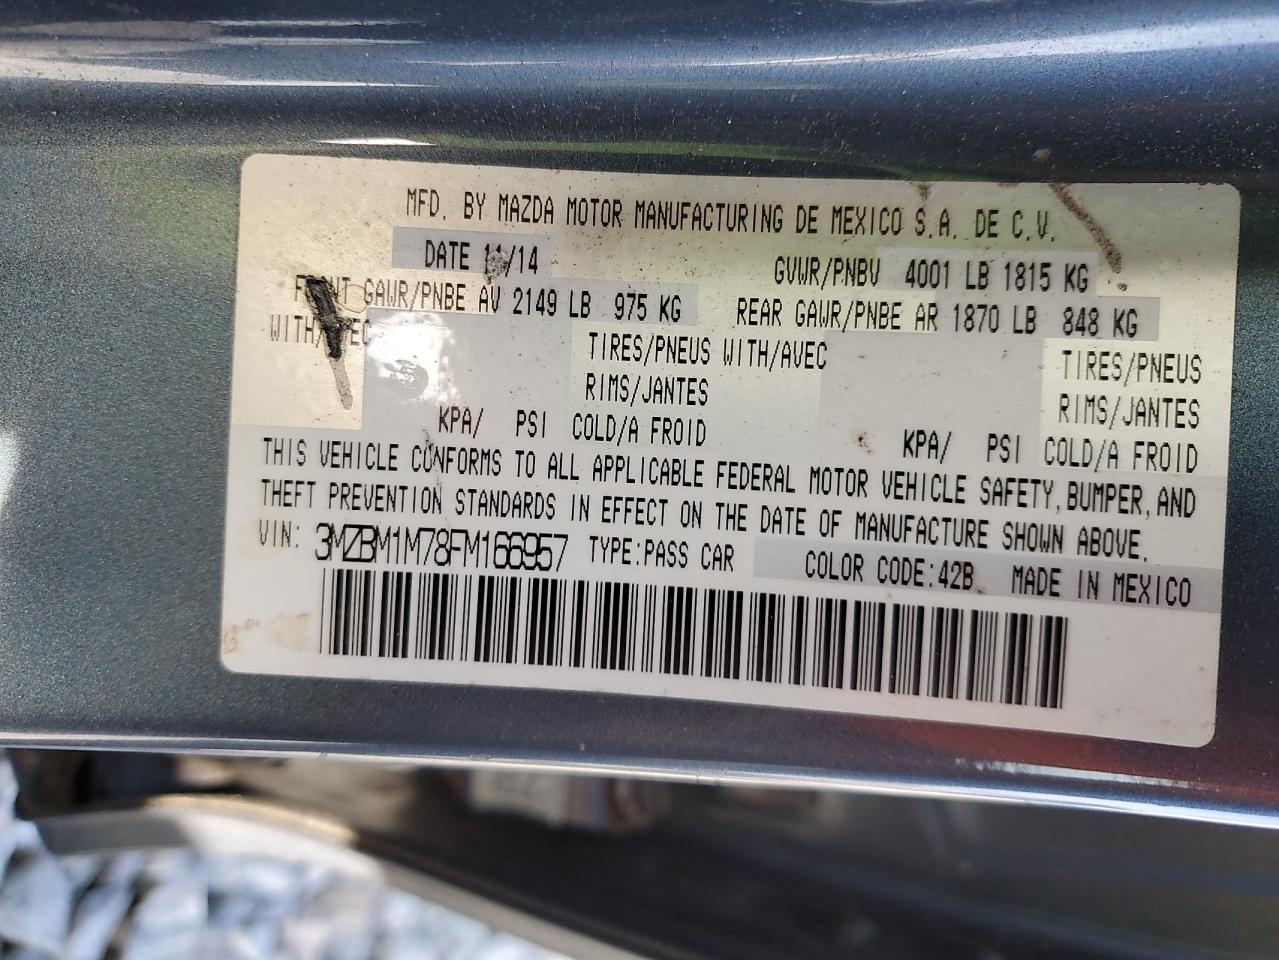 MFD. BY MAZDA MOTOR MANUFACTURING DE MEXICO S.A. DE C.V.
DATE 11/14 GVWR/PNBV 4001 LB 1815 KG
FRONT GAWR/PNBE AV 2149 LB 975 KG REAR GAWR/PNBE AR 1870 LB 848 KG
WITH/AVEC TIRES/PNEUS WITH/AVEC TIRES/PNEUS
RIMS/JANTES RIMS/JANTES
KPA/ PSI COLD/A FROID KPA/ PSI COLD/A FROID
THIS VEHICLE CONFORMS TO ALL APPLICABLE FEDERAL MOTOR VEHICLE SAFETY, BUMPER, AND
THEFT PREVENTION STANDARDS IN EFFECT ON THE DATE OF MANUFACTURE SHOWN ABOVE.
VIN: 3MZBM1M78FM166957 TYPE:PASS CAR COLOR CODE:42B MADE IN MEXICO